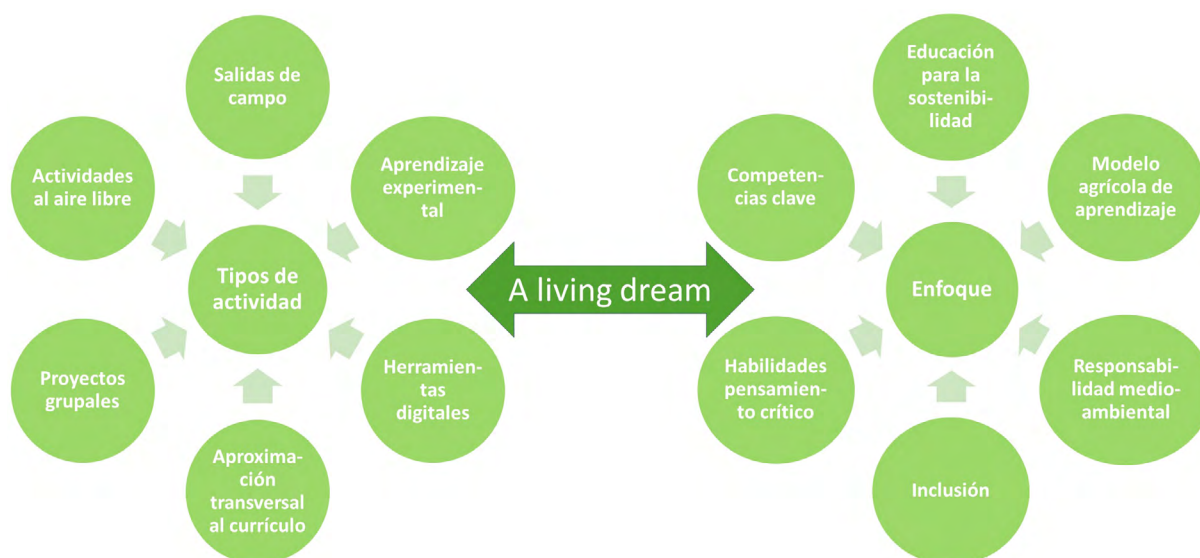 Salidas de
campo
Aprendizaje
experimen-
tal
Herramien-
tas
digitales
Aproxima-
ción
transversal
al currículo
Proyectos
grupales
Actividades
al aire libre
Tipos de
actividad
A living dream
Educación
para la
sostenibi-
lidad
Modelo
agrícola de
aprendizaje
Responsabi-
lidad medio-
ambiental
Inclusión
Habilidades
pensamien-
to crítico
Competen-
cias clave
Enfoque